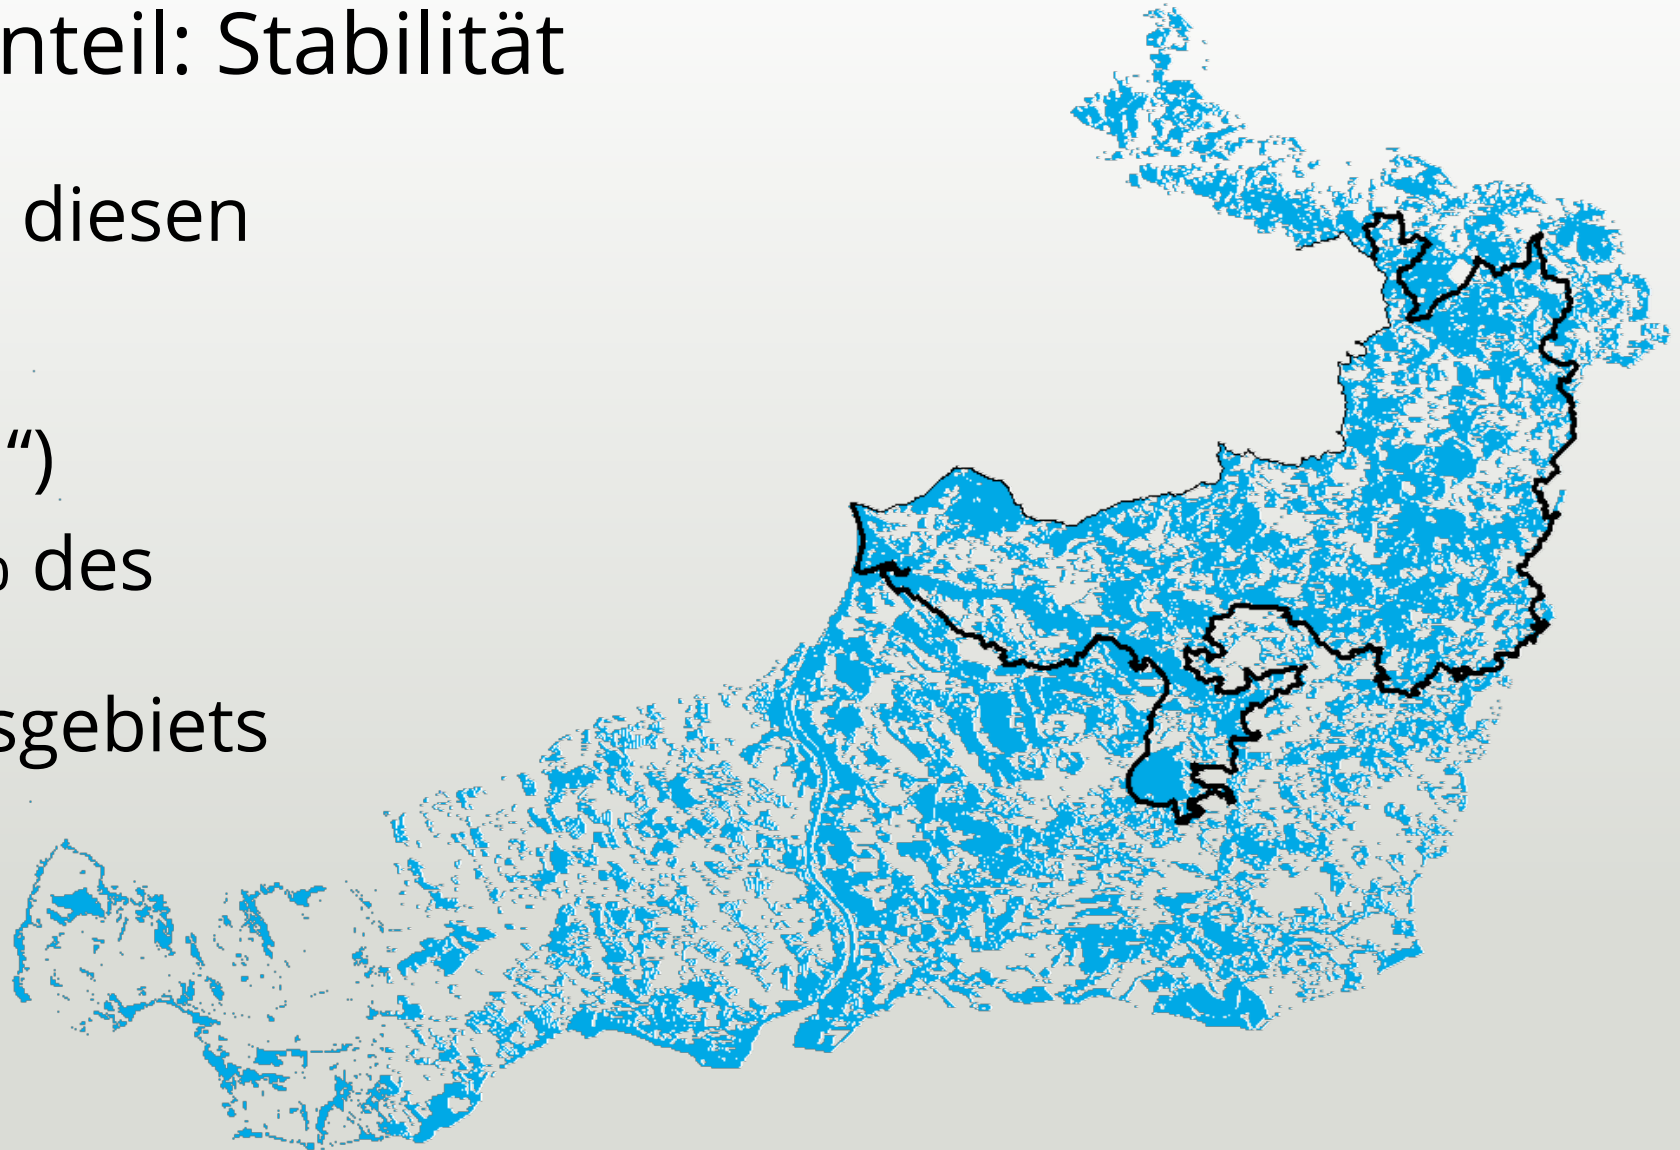 nteil: Stabilität
diesen
“)
% des
sgebiets